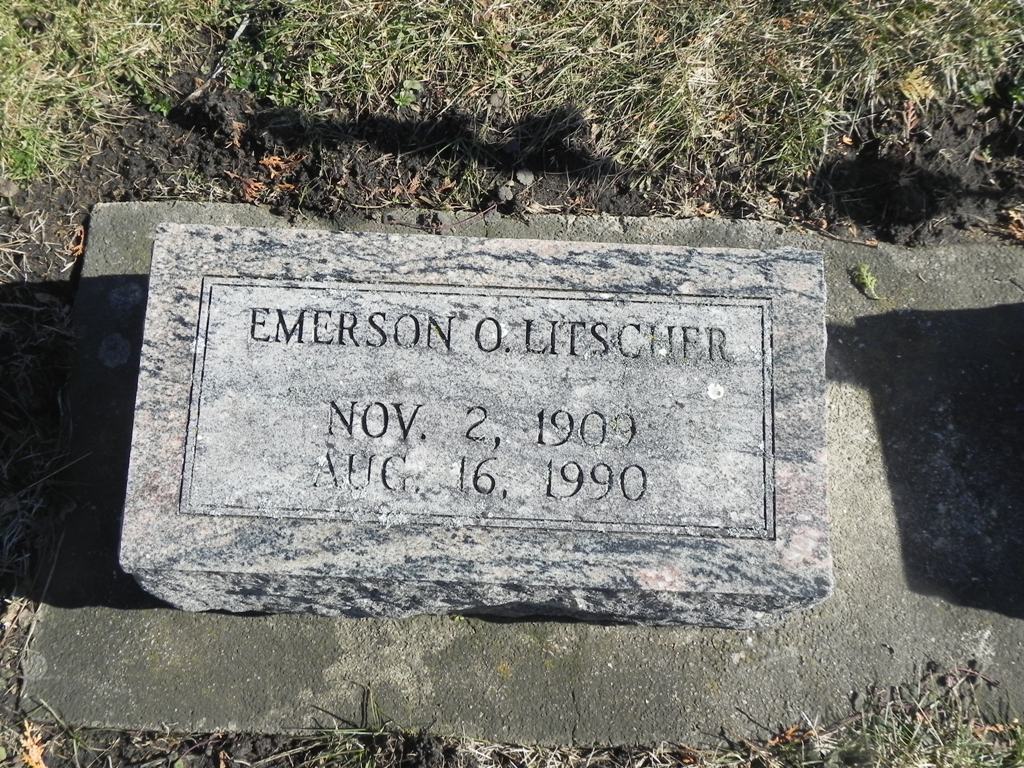 EMERSON O. LITSCHER
NOV. 2, 1909
AUG. 16, 1990